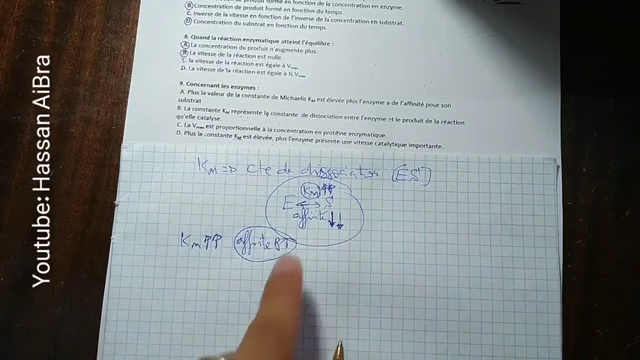 B. Concentration de produit formé en fonction du temps.
C. Inverse de la vitesse en fonction de l'inverse de la concentration en substrat.
D. Concentration du substrat en fonction du temps.
8. Quand la réaction enzymatique atteint l'équilibre :
A. La concentration du produit n'augmente plus.
B. La vitesse de la réaction est nulle.
C. la vitesse de la réaction est égale à Vmax
D. La vitesse de la réaction est égale à ½ Vmax
9. Concernant les enzymes :
A. Plus la valeur de la constante de Michaelis KM est élevée plus l'enzyme a de l'affinité pour son
substrat
B. La constante KM représente la constante de dissociation entre l'enzyme et le produit de la réaction
qu'elle catalyse.
C. La Vmax est proportionnelle à la concentration en protéine enzymatique.
D. Plus la constante KM est élevée, plus l'enzyme présente une vitesse catalytique importante.
KM => cte de dissociation [ES]
KM ↑↑
E ↔ S
affinité ↓↓
KM ↑↑ affinité
Youtube: Hassan AiBra